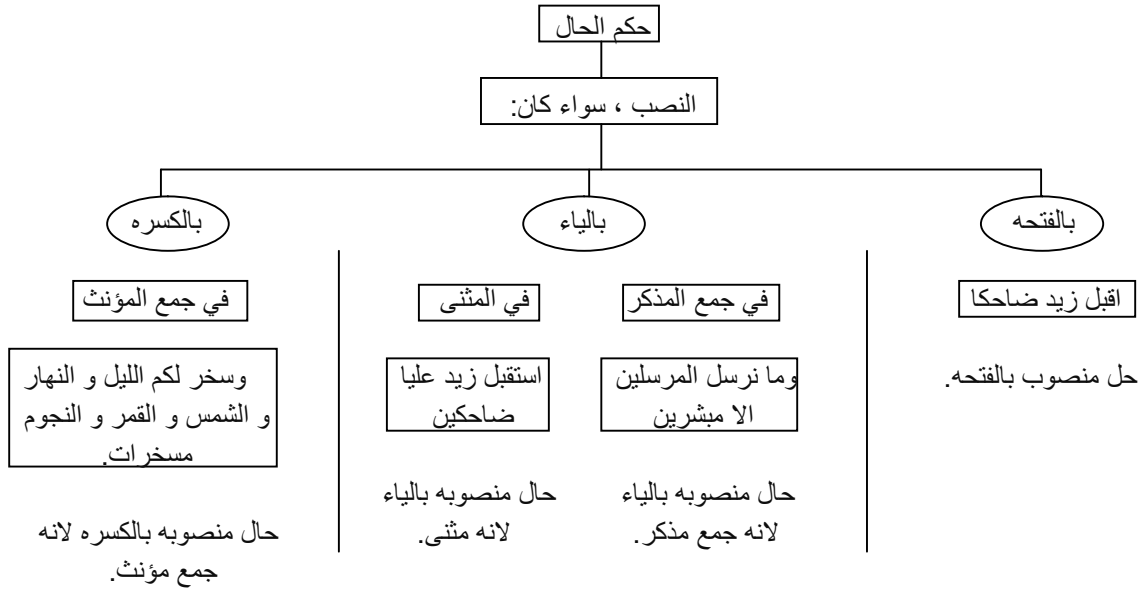 حكم الحال
النصب ، سواء كان:
بالفتحه
بالياء
بالكسره
اقبل زيد ضاحكا
حل منصوب بالفتحه.
في جمع المذكر
وما نرسل المرسلين
الا مبشرين
حال منصوبه بالياء
لانه جمع مذكر.
في المثنى
استقبل زيد عليا
ضاحكين
حال منصوبه بالياء
لانه مثنى.
في جمع المؤنث
وسخر لكم الليل و النهار
و الشمس و القمر و النجوم
مسخرات.
حال منصوبه بالكسره لانه
جمع مؤنث.